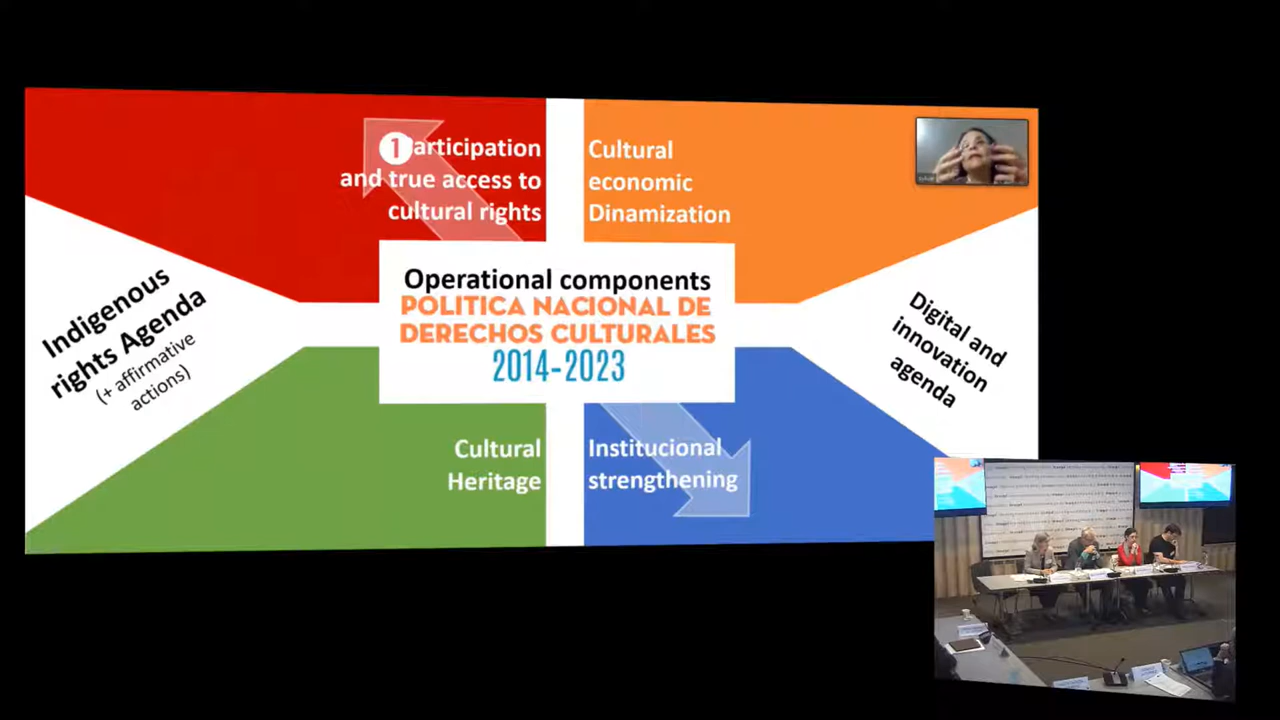 1
articipation
and true access to
cultural rights
Cultural
economic
Dinamization
Operational components
POLITICA NACIONAL DE
DERECHOS CULTURALES
2014-2023
Indigenous
rights Agenda
(+ affirmative
actions)
Digital and
innovation
agenda
Cultural
Heritage
Institucional
strengthening